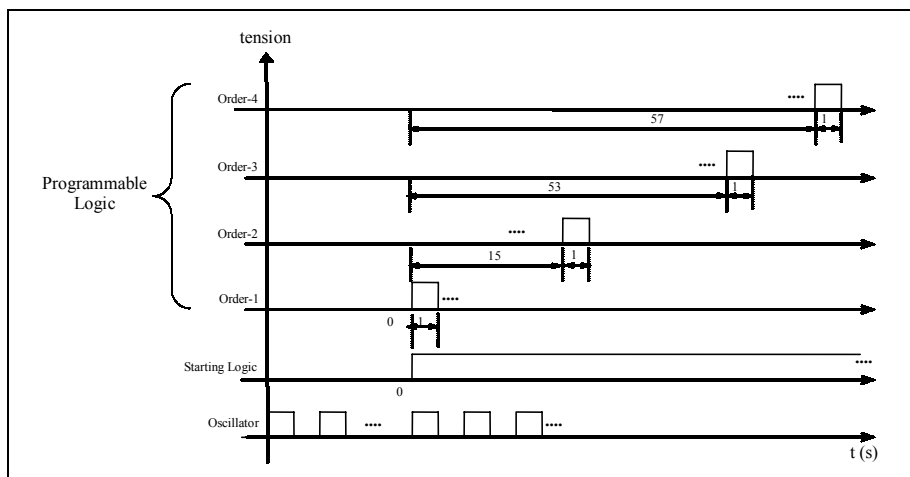 tension
Order-4
....
57
1
Order-3
....
53
1
Programmable
Logic
Order-2
....
15
1
Order-1
....
0
1
Starting Logic
....
0
Oscillator
....
....
t (s)